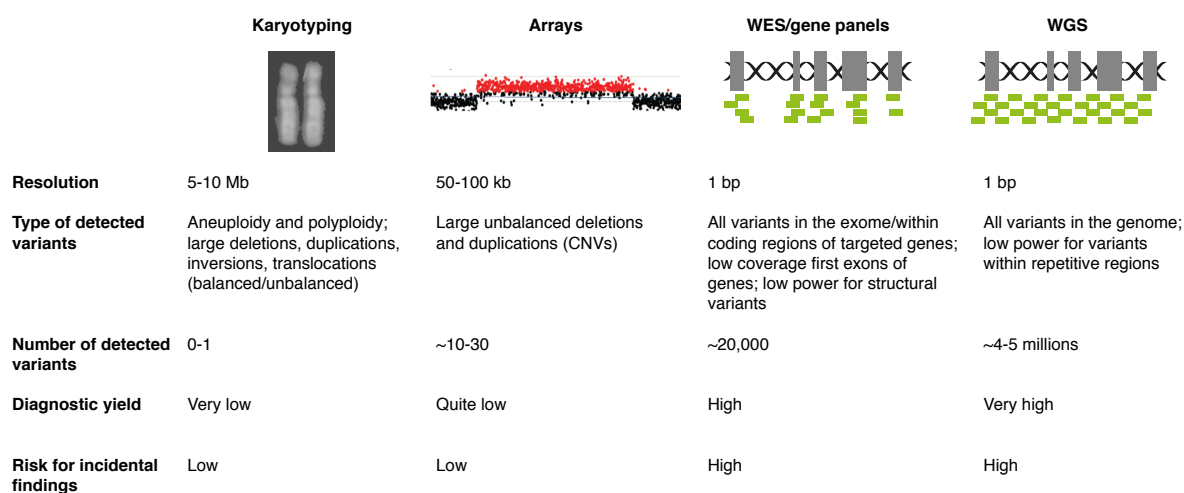 Karyotyping Arrays WES/gene panels WGS
Resolution 5-10 Mb 50-100 kb 1 bp 1 bp
Type of detected variants
Aneuploidy and polyploidy;
large deletions, duplications,
inversions, translocations
(balanced/unbalanced)
Large unbalanced deletions
and duplications (CNVs)
All variants in the exome/within
coding regions of targeted genes;
low coverage first exons of
genes; low power for structural
variants
All variants in the genome;
low power for variants
within repetitive regions
Number of detected
variants
0-1 ~10-30 ~20,000 ~4-5 millions
Diagnostic yield Very low Quite low High Very high
Risk for incidental
findings
Low Low High High